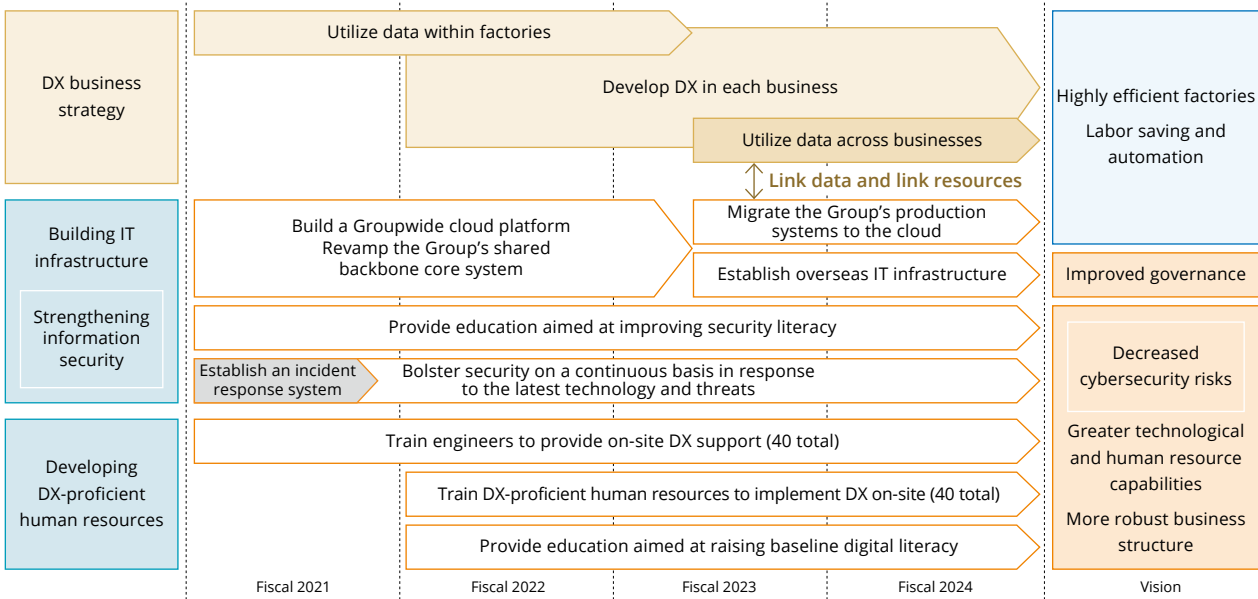 DX business
strategy
Utilize data within factories
Develop DX in each business
Utilize data across businesses
Link data and link resources
Highly efficient factories
Labor saving and
automation
Building IT
infrastructure
Strengthening
information
security
Build a Groupwide cloud platform
Revamp the Group’s shared
backbone core system
Migrate the Group’s production
systems to the cloud
Establish overseas IT infrastructure
Improved governance
Provide education aimed at improving security literacy
Establish an incident
response system
Bolster security on a continuous basis in response
to the latest technology and threats
Decreased
cybersecurity risks
Developing
DX-proficient
human resources
Train engineers to provide on-site DX support (40 total)
Train DX-proficient human resources to implement DX on-site (40 total)
Provide education aimed at raising baseline digital literacy
Greater technological
and human resource
capabilities
More robust business
structure
Fiscal 2021
Fiscal 2022
Fiscal 2023
Fiscal 2024
Vision